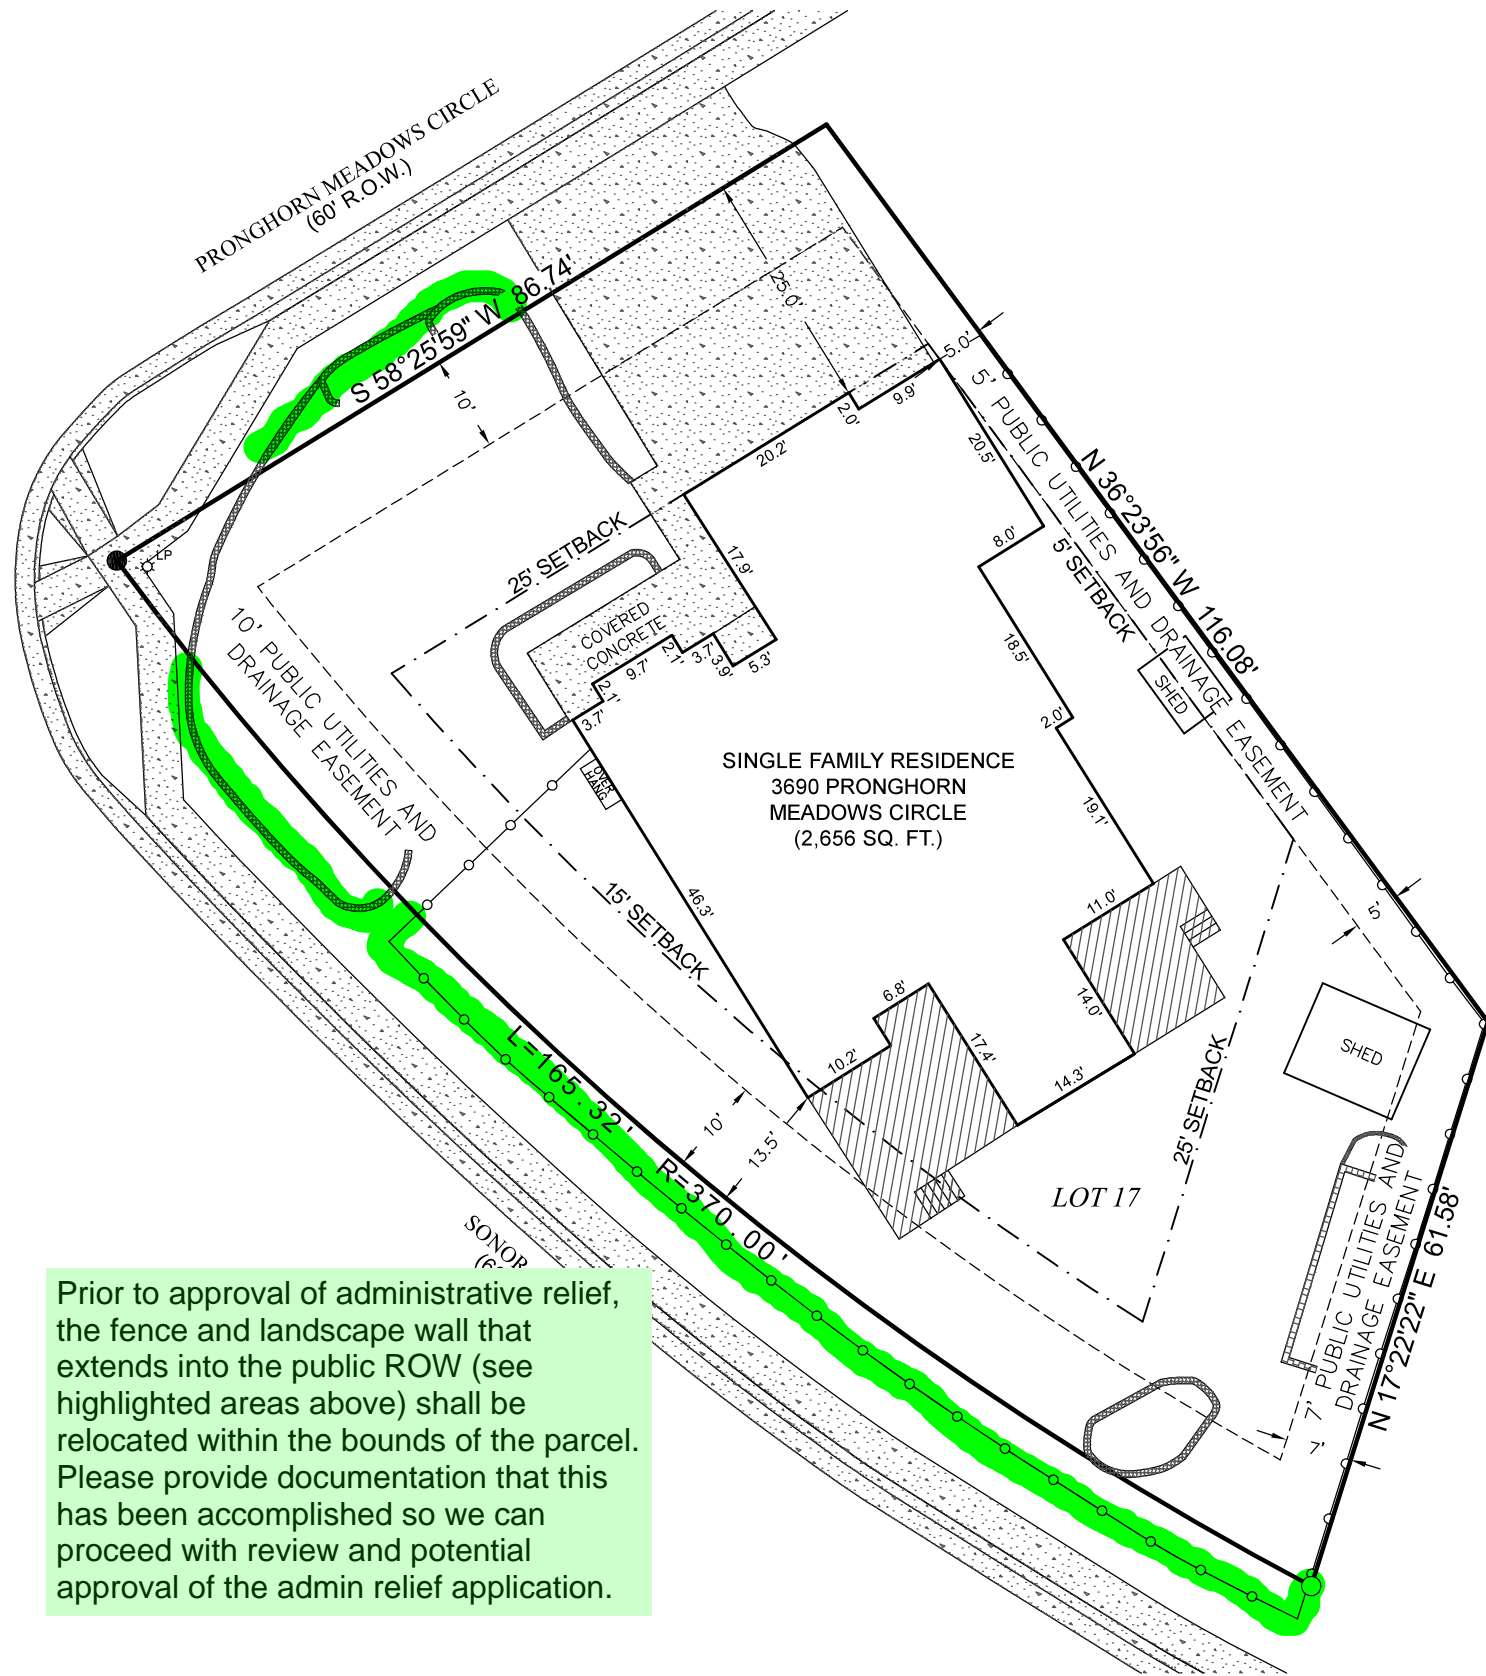 PRONGHORN MEADOWS CIRCLE
(60' R.O.W.)
S 58°25'59" W 86.74'
25.0'
10'
5.0'
2.0'
9.9'
20.2'
20.5'
5' PUBLIC UTILITIES AND DRAINAGE EASEMENT
N 36°23'56" W 116.08'
LP
25' SETBACK
17.9'
8.0'
5' SETBACK
10' PUBLIC UTILITIES AND
DRAINAGE EASEMENT
COVERED
CONCRETE
9.7'
2.1'
3.7'
3.9'
5.3'
2.1'
3.7'
18.5'
SHED
2.0'
OVER
HANG
SINGLE FAMILY RESIDENCE
3690 PRONGHORN
MEADOWS CIRCLE
(2,656 SQ. FT.)
19.1'
46.3'
15' SETBACK
11.0'
5'
6.8'
14.0'
17.4'
10.2'
14.3'
SHED
25' SETBACK
L=165.32'
R=370.00'
10'
13.5'
LOT 17
7' PUBLIC UTILITIES AND
DRAINAGE EASEMENT
N 17°22'22" E 61.58'
7'
SONOR
Prior to approval of administrative relief,
the fence and landscape wall that
extends into the public ROW (see
highlighted areas above) shall be
relocated within the bounds of the parcel.
Please provide documentation that this
has been accomplished so we can
proceed with review and potential
approval of the admin relief application.